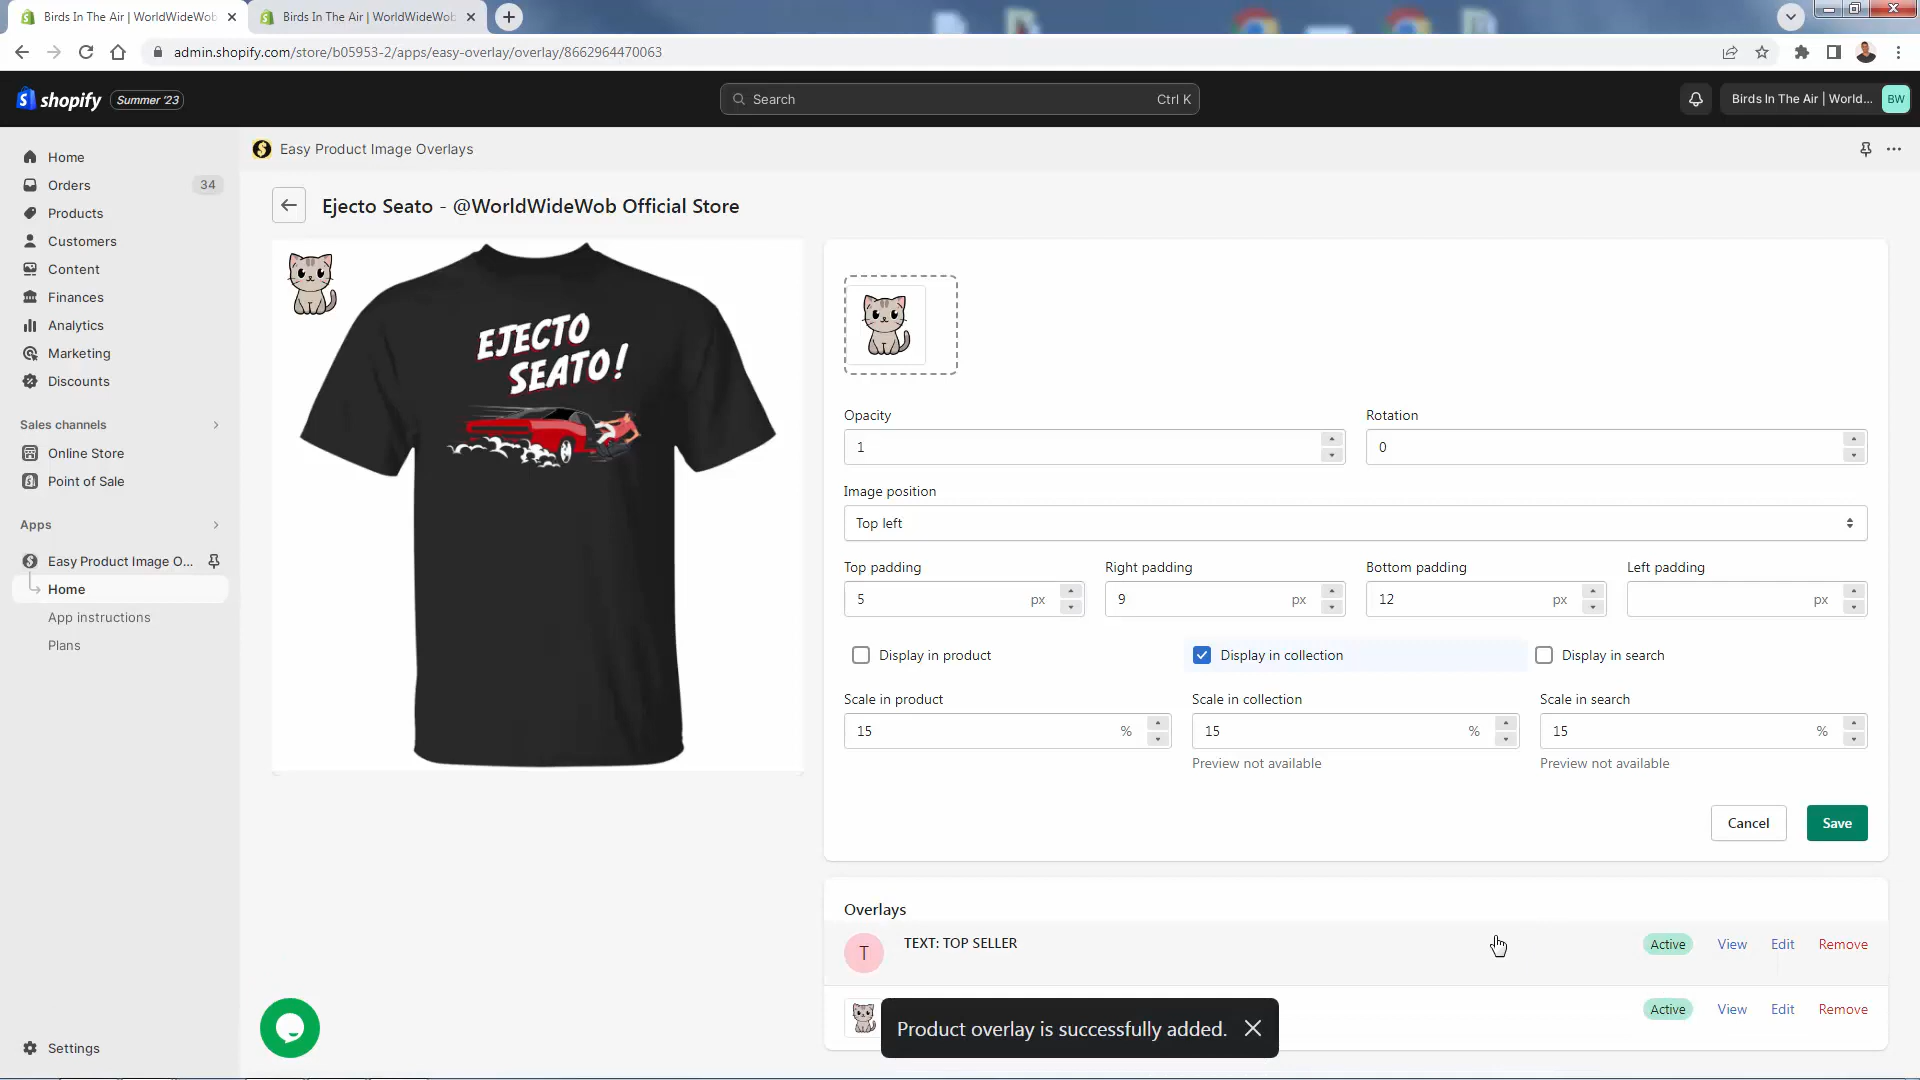 Birds In The Air | WorldWideWob
Birds In The Air | WorldWideWob
admin.shopify.com/store/b05953-2/apps/easy-overlay/overlay/8662964470063
shopify
Summer '23
Search
Ctrl K
Birds In The Air | World...
BW
Home
Orders
34
Products
Customers
Content
Finances
Analytics
Marketing
Discounts
Sales channels
Online Store
Point of Sale
Apps
Easy Product Image O...
Home
App instructions
Plans
Settings
Easy Product Image Overlays
Ejecto Seato - @WorldWideWob Official Store
EJECTO
SEATO!
Opacity
Rotation
1
0
Image position
Top left
Top padding
Right padding
Bottom padding
Left padding
5 px
9 px
12 px
px
Display in product
Display in collection
Display in search
Scale in product
Scale in collection
Scale in search
15 %
15 %
15 %
Preview not available
Preview not available
Cancel
Save
Overlays
T
TEXT: TOP SELLER
Active
View
Edit
Remove
Active
View
Edit
Remove
Product overlay is successfully added.